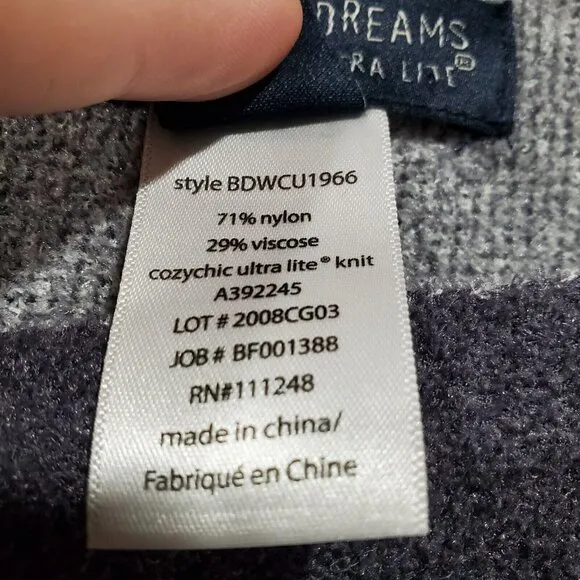 DREAMS
RA LITE®
style BDWCU1966
71% nylon
29% viscose
cozychic ultra lite® knit
A392245
LOT # 2008CG03
JOB # BF001388
RN#111248
made in china/
Fabriqué en Chine